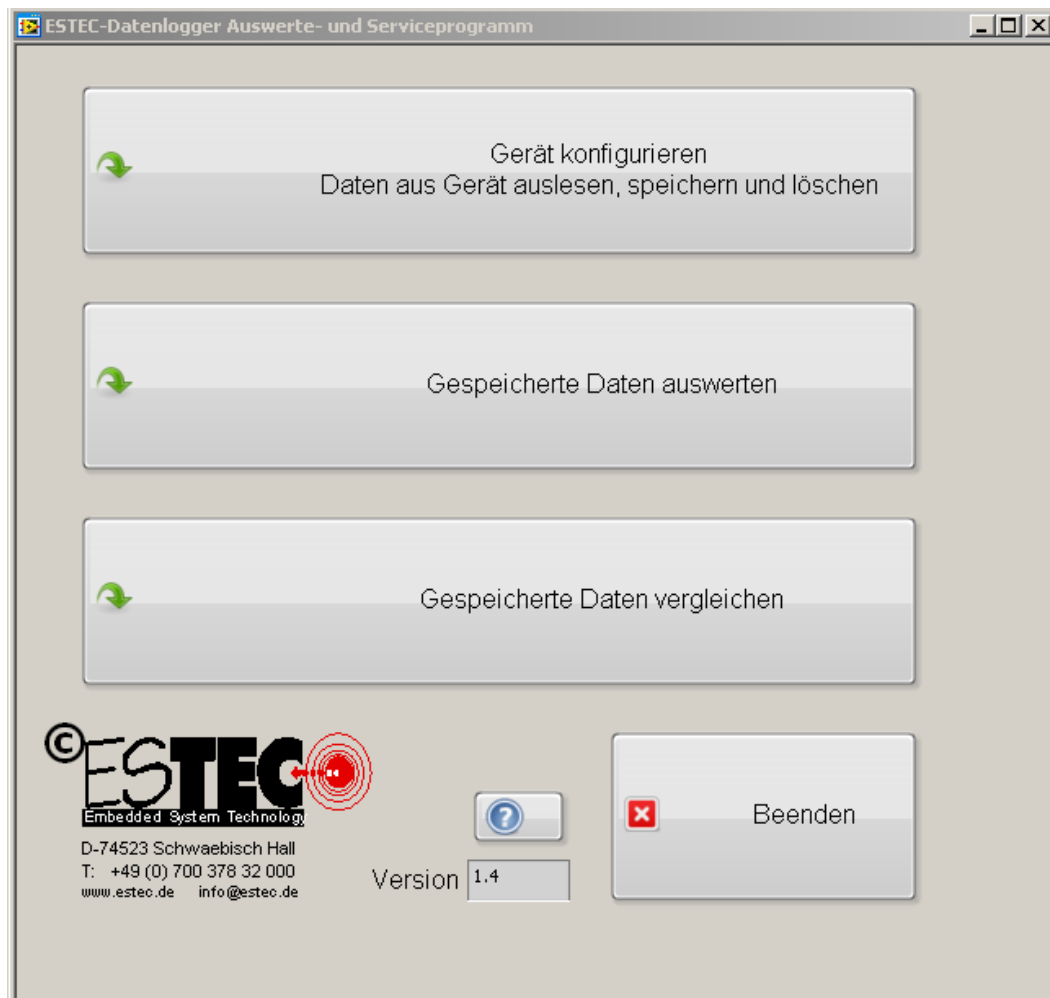 ESTEC-Datenlogger Auswerte- und Serviceprogramm
Gerät konfigurieren
Daten aus Gerät auslesen, speichern und löschen
Gespeicherte Daten auswerten
Gespeicherte Daten vergleichen
©
ESTEC
Embedded System Technology
D-74523 Schwaebisch Hall
T: +49 (0) 700 378 32 000
www.estec.de info@estec.de
?
Version 1.4
Beenden